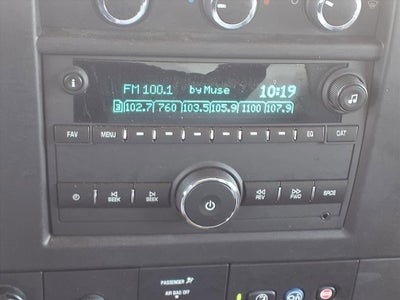 FM 100.1 by Muse 10:19
3 102.7 760 103.5 105.9 1100 107.9
FAV MENU EQ CAT
SEEK SEEK REV FWD
PASSENGER
AIR BAG OFF